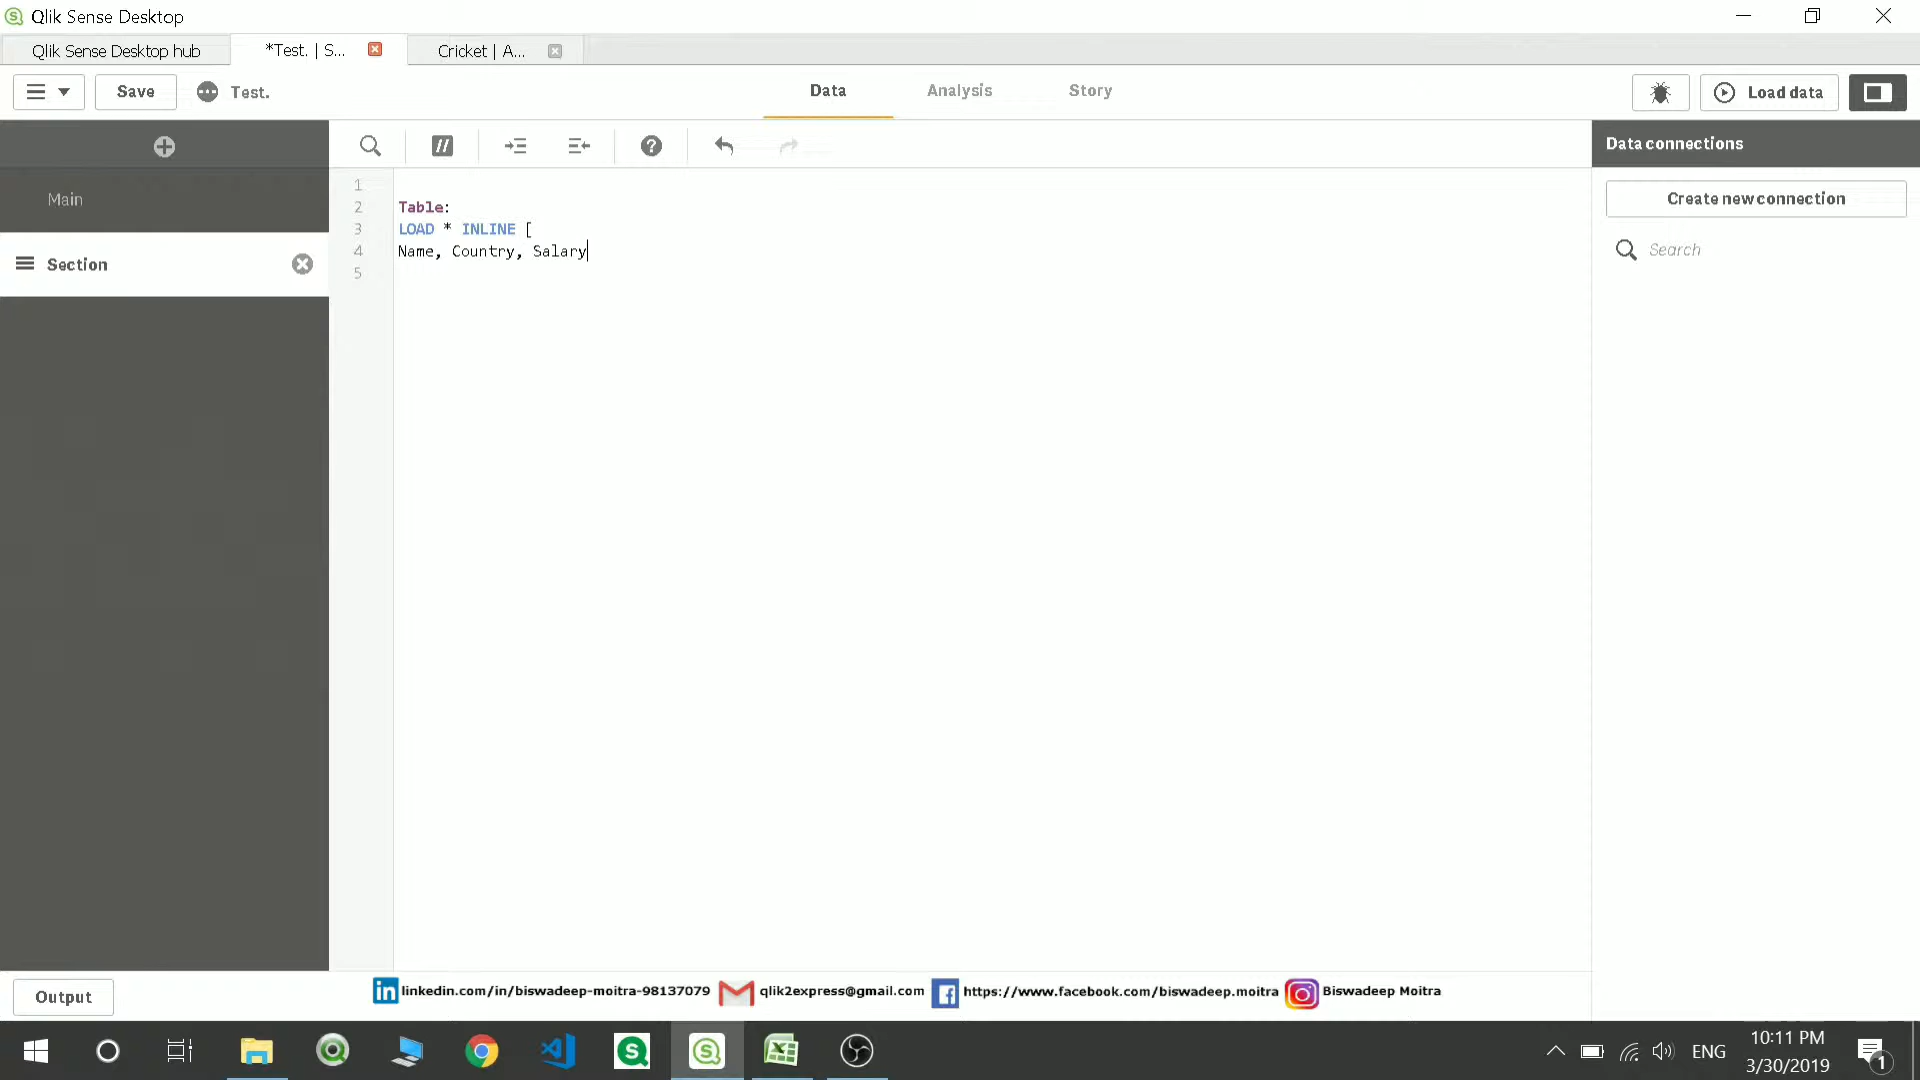 Qlik Sense Desktop
Qlik Sense Desktop hub
*Test. | S...
Cricket | A...
Save
Test.
Data
Analysis
Story
Load data
Data connections
Main
Create new connection
Search
Section
1
2 Table:
3 LOAD * INLINE [
4 Name, Country, Salary
5
Output
linkedin.com/in/biswadeep-moitra-98137079
qlik2express@gmail.com
https://www.facebook.com/biswadeep.moitra
Biswadeep Moitra
ENG
10:11 PM
3/30/2019
1